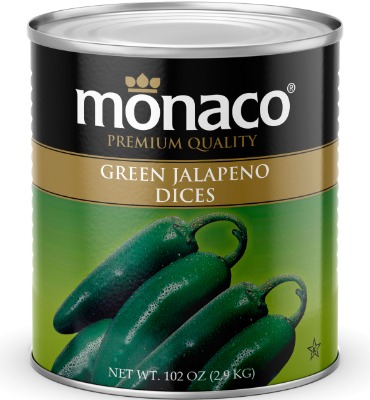 monaco®
PREMIUM QUALITY
GREEN JALAPENO
DICES
NET WT. 102 OZ (2.9 KG)
K